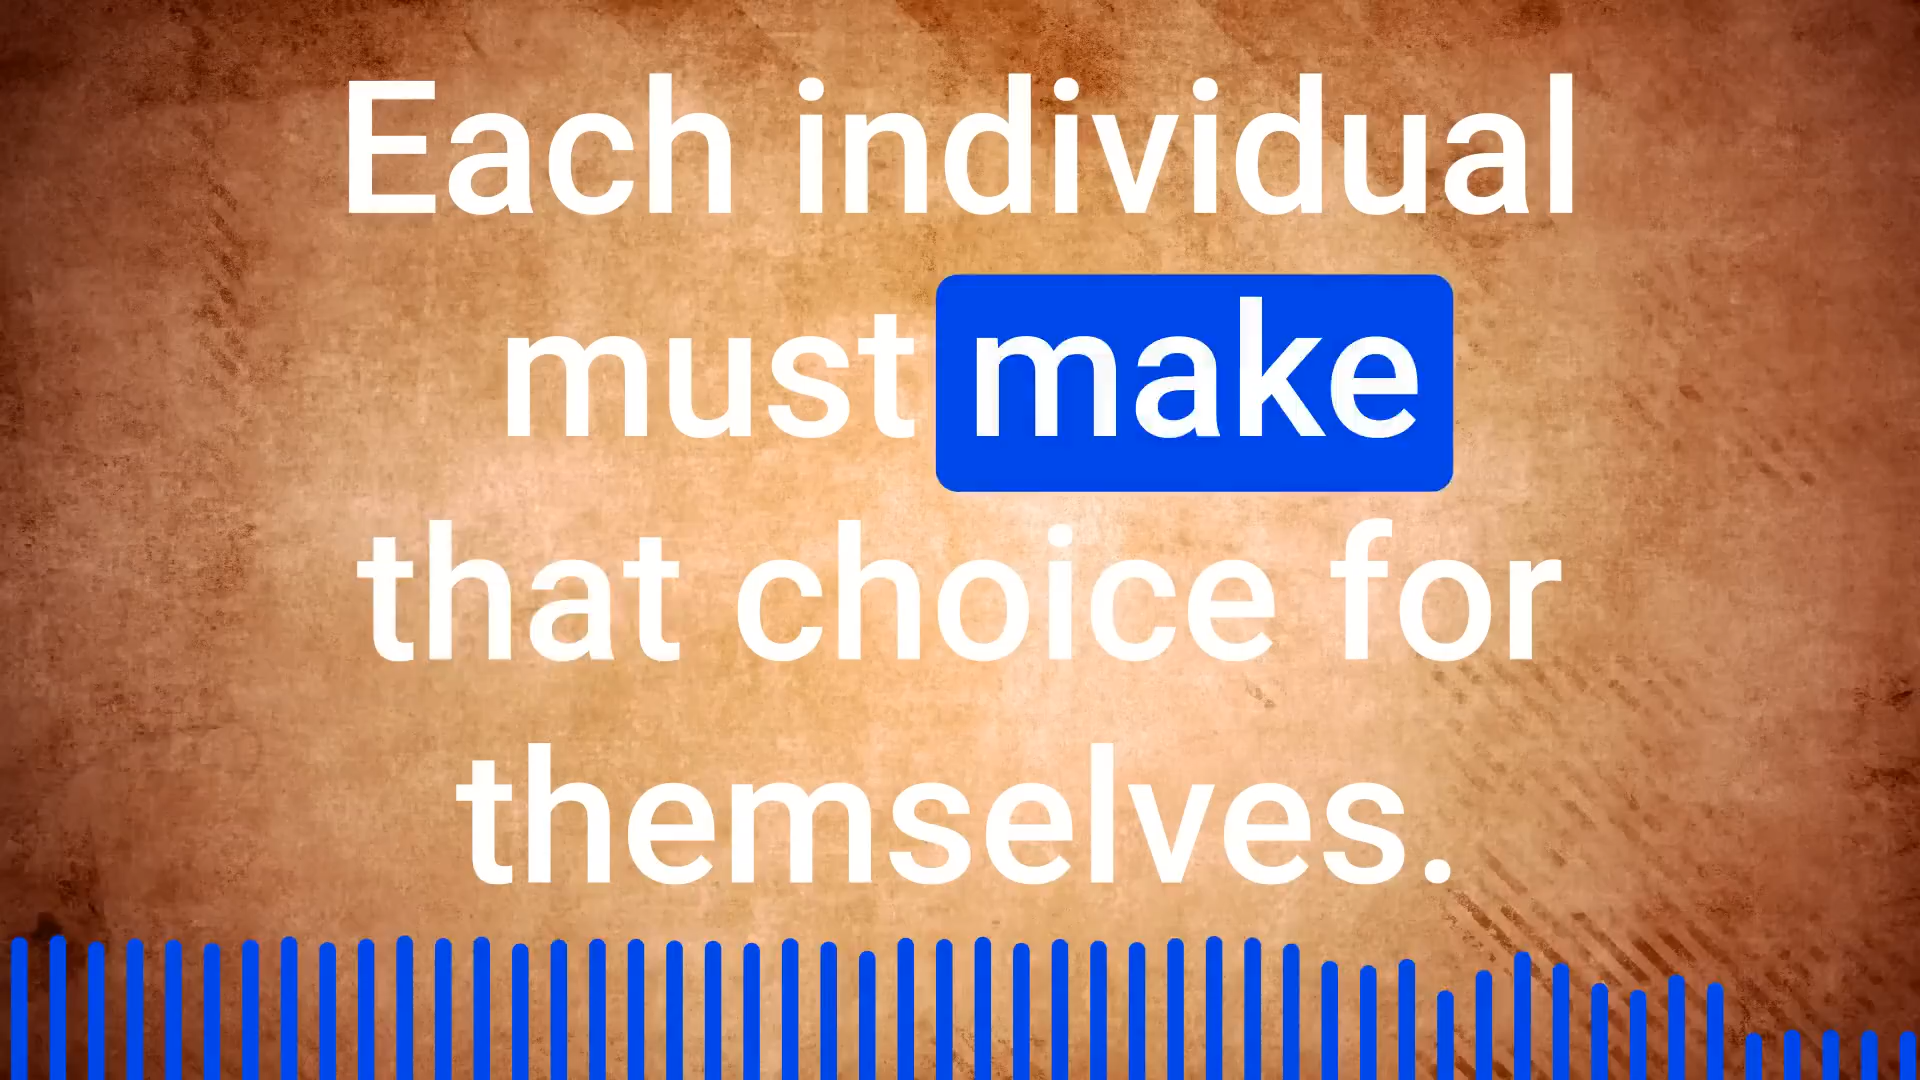 Each individual
must make
that choice for
themselves.